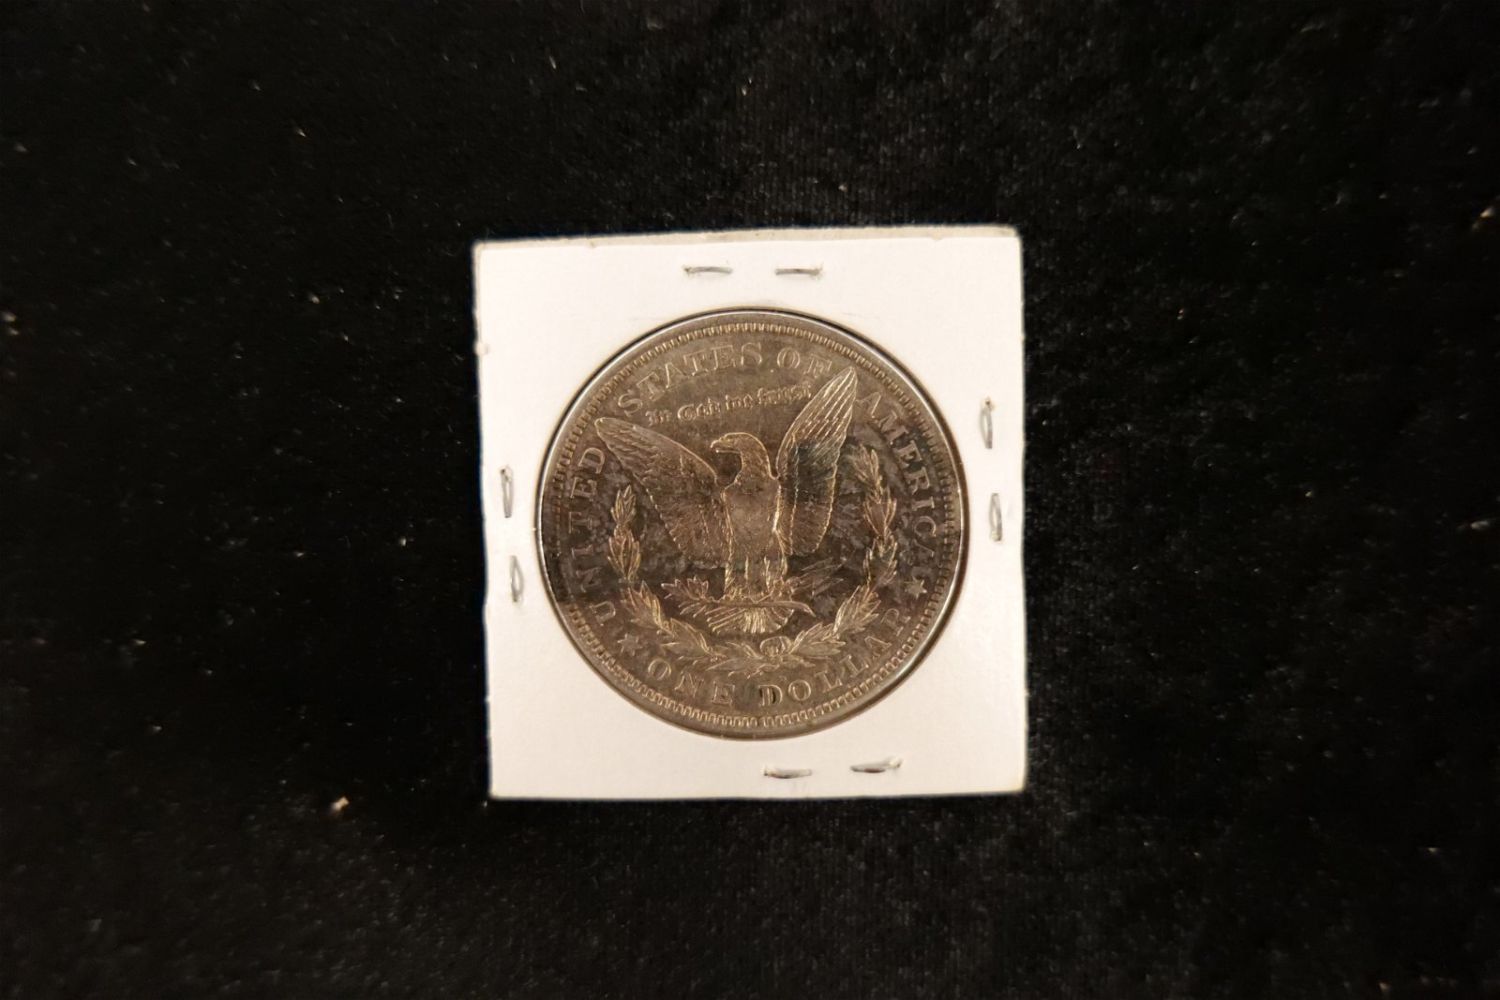 UNITED STATES OF AMERICA
In God we trust
ONE DOLLAR